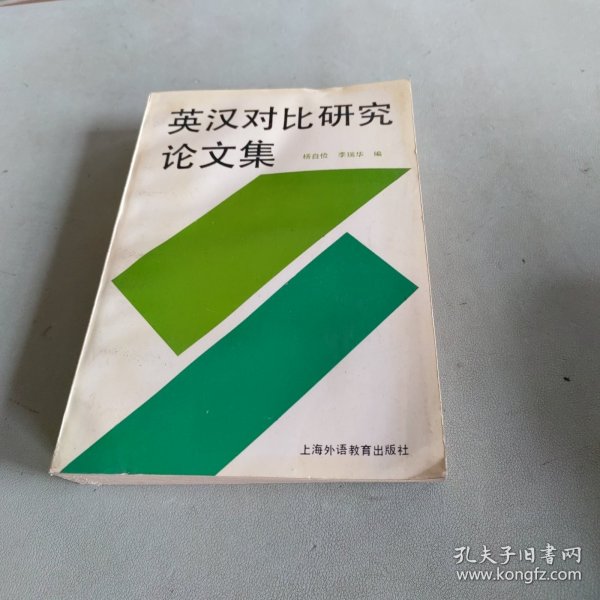 英汉对比研究
论文集
杨自俭 李瑞华 编
上海外语教育出版社
孔夫子旧书网
www.kongfz.com